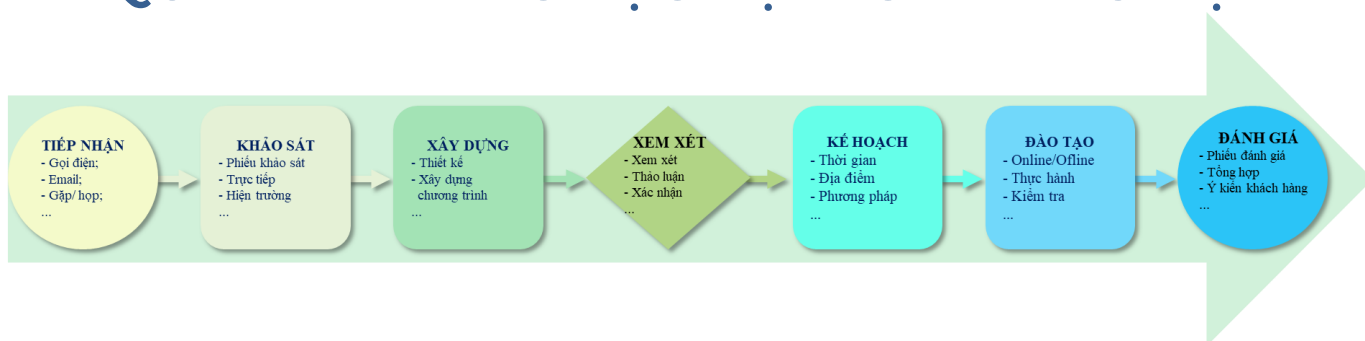 TIẾP NHẬN
- Gọi điện;
- Email;
- Gặp/ họp;
...
KHẢO SÁT
- Phiếu khảo sát
- Trực tiếp
- Hiện trường
...
XÂY DỰNG
- Thiết kế
- Xây dựng
chương trình
...
XEM XÉT
- Xem xét
- Thảo luận
- Xác nhận
...
KẾ HOẠCH
- Thời gian
- Địa điểm
- Phương pháp
...
ĐÀO TẠO
- Online/Ofline
- Thực hành
- Kiểm tra
...
ĐÁNH GIÁ
- Phiếu đánh giá
- Tổng hợp
- Ý kiến khách hàng
...